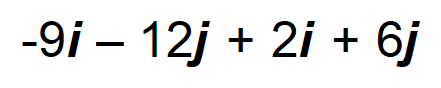 -9i – 12j + 2i + 6j